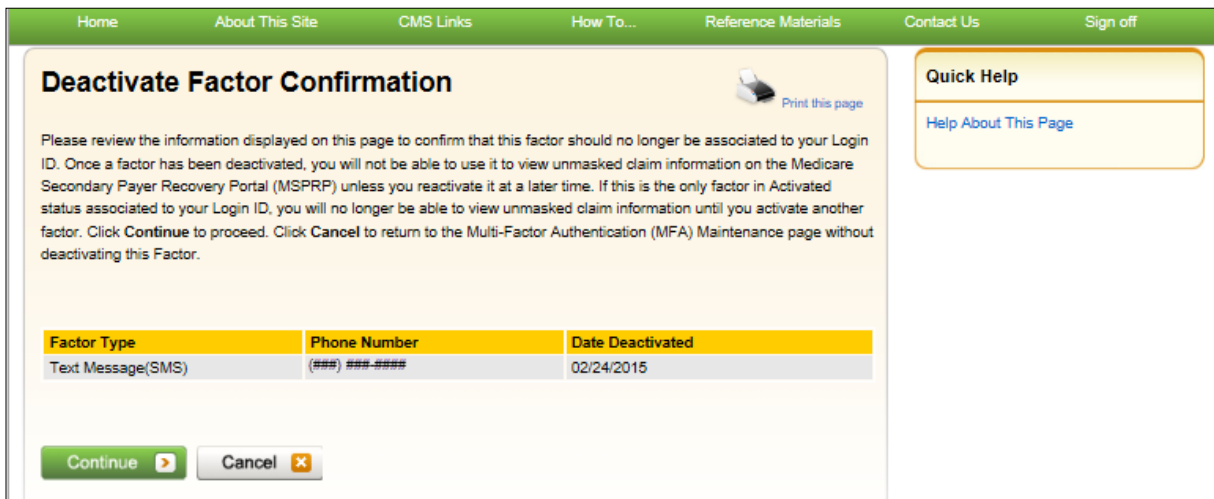 Home About This Site CMS Links How To... Reference Materials Contact Us Sign off
Deactivate Factor Confirmation
Print this page
Quick Help
Help About This Page
Please review the information displayed on this page to confirm that this factor should no longer be associated to your Login
ID. Once a factor has been deactivated, you will not be able to use it to view unmasked claim information on the Medicare
Secondary Payer Recovery Portal (MSPRP) unless you reactivate it at a later time. If this is the only factor in Activated
status associated to your Login ID, you will no longer be able to view unmasked claim information until you activate another
factor. Click Continue to proceed. Click Cancel to return to the Multi-Factor Authentication (MFA) Maintenance page without
deactivating this Factor.
Factor Type Phone Number Date Deactivated
Text Message(SMS) (###) ###-#### 02/24/2015
Continue Cancel